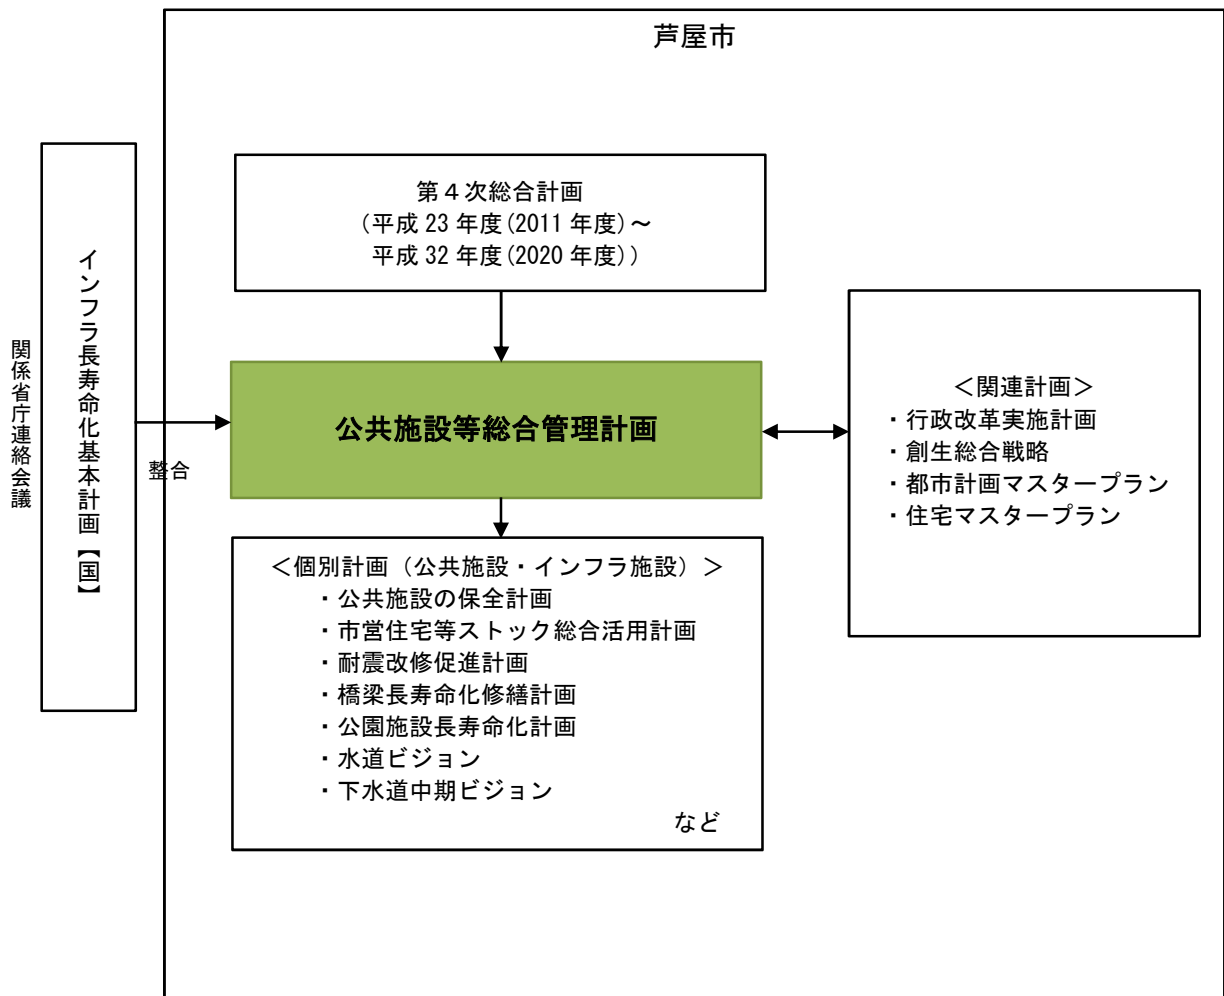 芦屋市
第４次総合計画
（平成 23 年度(2011 年度)～
平成 32 年度(2020 年度)）
関係省庁連絡会議
インフラ長寿命化基本計画【国】
整合
公共施設等総合管理計画
＜関連計画＞
・行政改革実施計画
・創生総合戦略
・都市計画マスタープラン
・住宅マスタープラン
＜個別計画（公共施設・インフラ施設）＞
・公共施設の保全計画
・市営住宅等ストック総合活用計画
・耐震改修促進計画
・橋梁長寿命化修繕計画
・公園施設長寿命化計画
・水道ビジョン
・下水道中期ビジョン
など